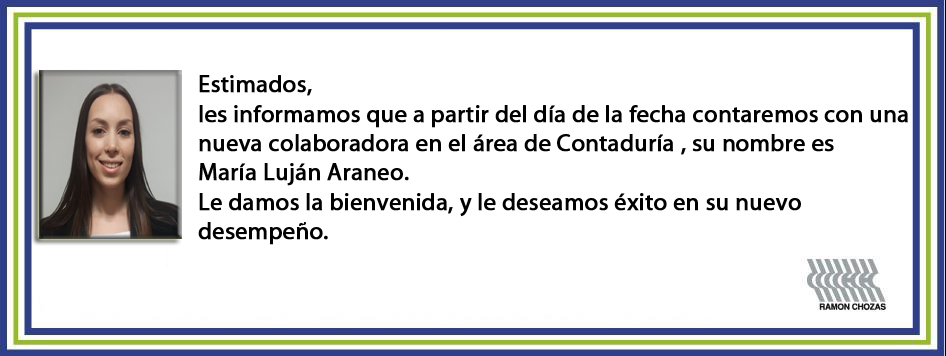 Estimados,
les informamos que a partir del día de la fecha contaremos con una
nueva colaboradora en el área de Contaduría , su nombre es
María Luján Araneo.
Le damos la bienvenida, y le deseamos éxito en su nuevo
desempeño.
RAMON CHOZAS